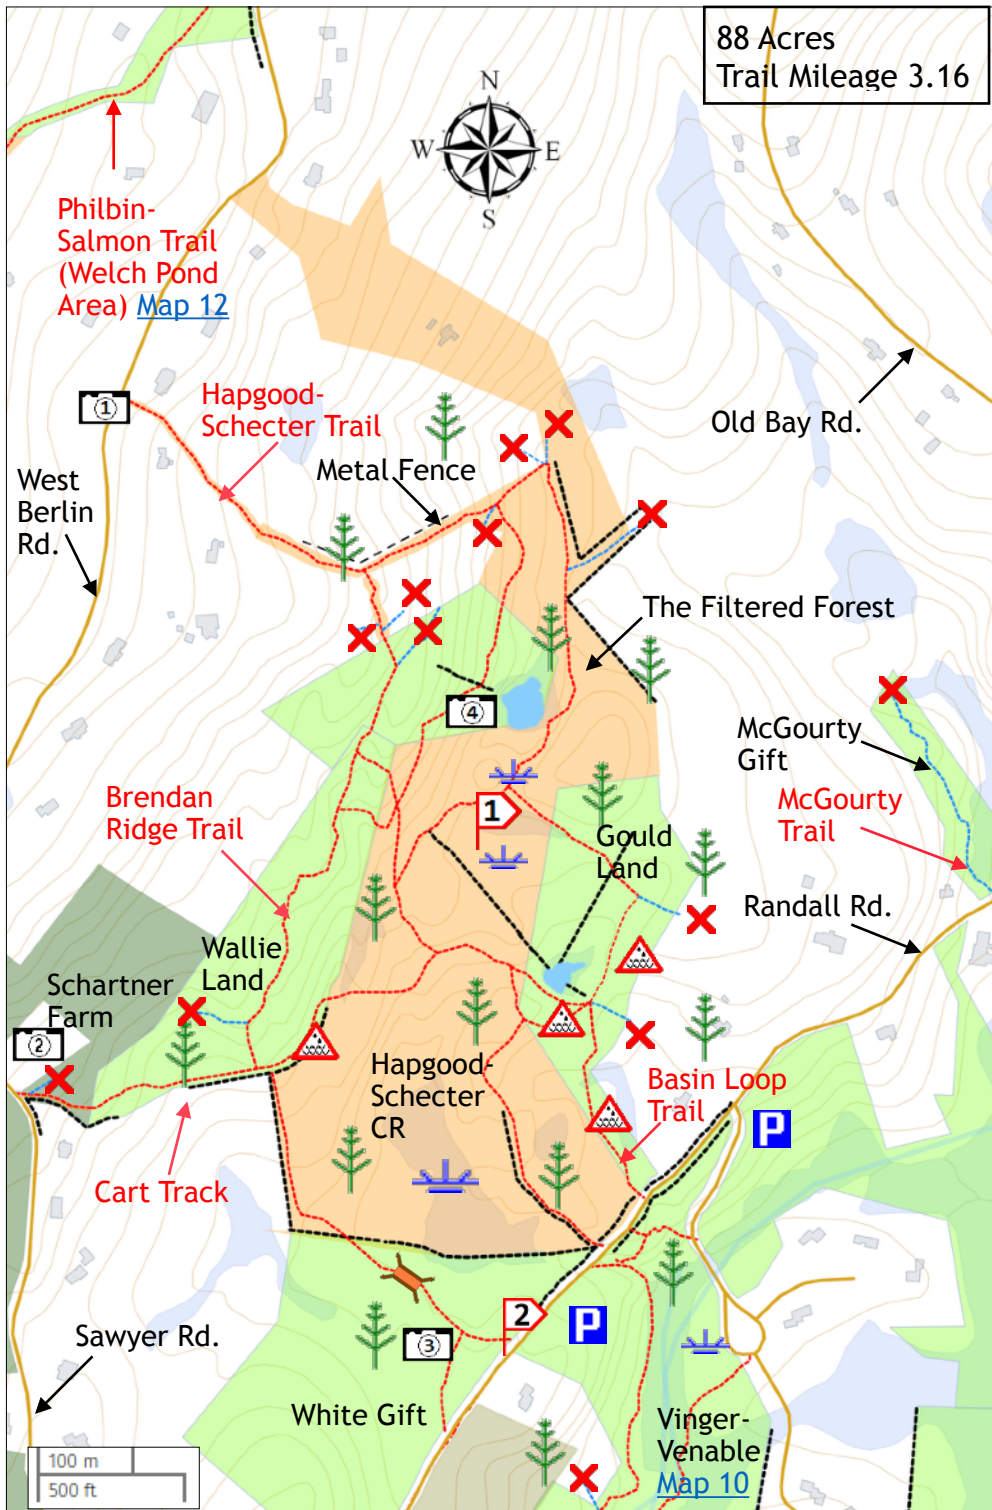 88 Acres
Trail Mileage 3.16
N
W
E
S
Philbin-
Salmon Trail
(Welch Pond
Area) Map 12
1
Hapgood-
Schecter Trail
Old Bay Rd.
Metal Fence
West
Berlin
Rd.
The Filtered Forest
4
McGourty
Gift
1
Brendan
Ridge Trail
McGourty
Trail
Gould
Land
Randall Rd.
Wallie
Land
Schartner
Farm
2
Hapgood-
Schecter
CR
Basin Loop
Trail
P
Cart Track
2
P
3
Sawyer Rd.
White Gift
Vinger-
Venable
Map 10
100 m
500 ft